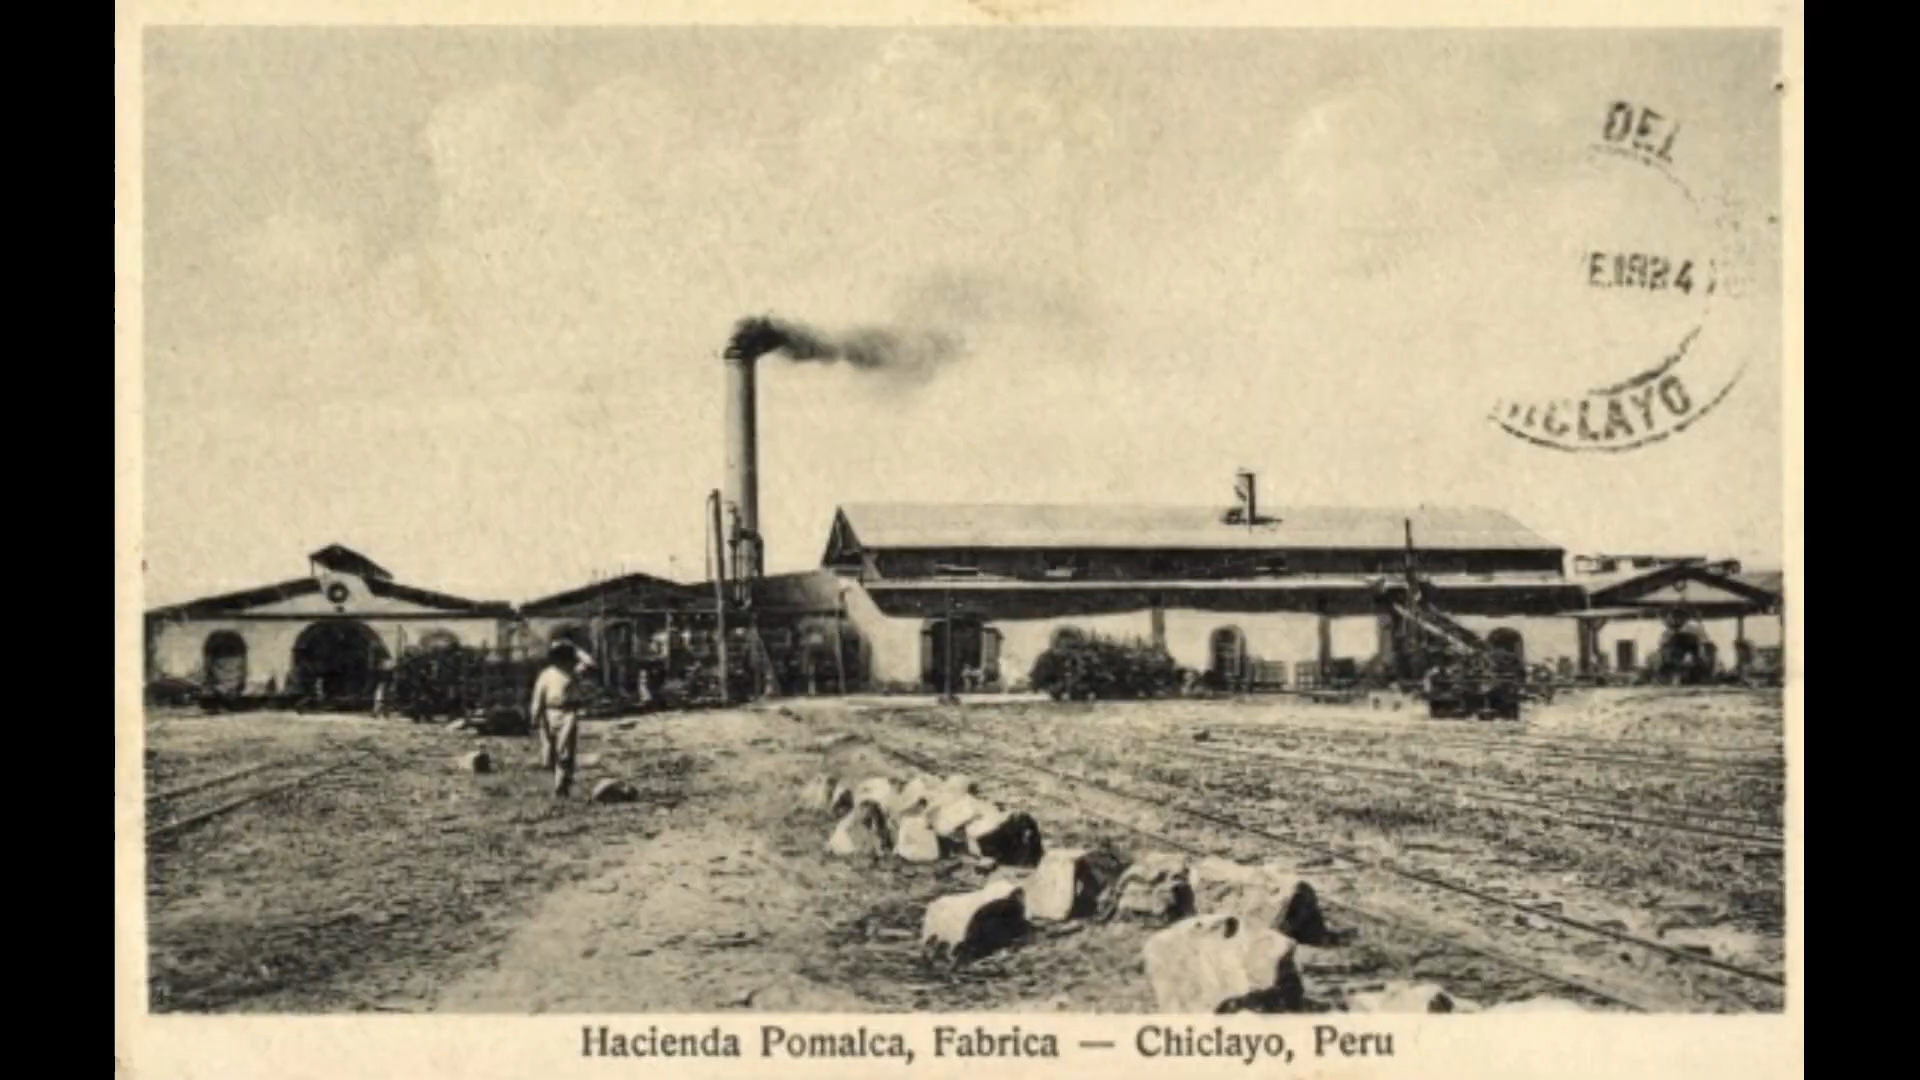 DEL
E.1924
CLAYO
Hacienda Pomalca, Fabrica — Chiclayo, Peru